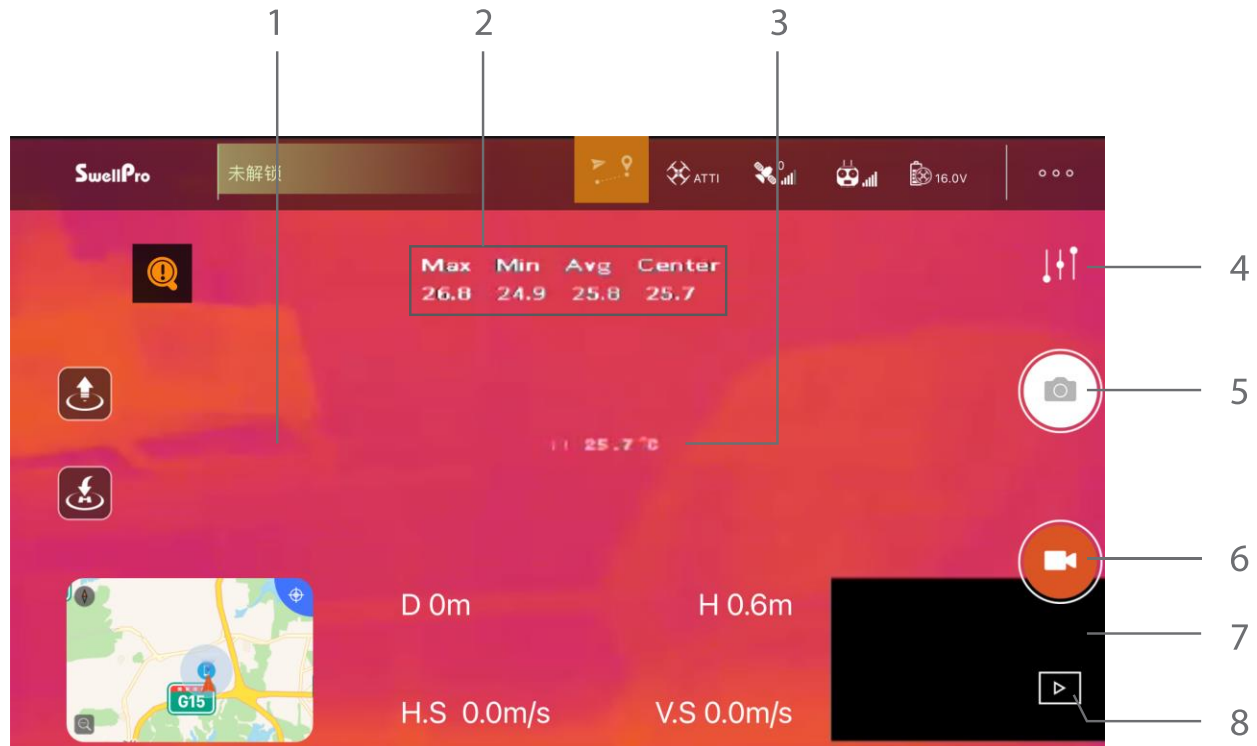 1 2 3
SwellPro 未解锁 ATTI 0 16.0V
Max Min Avg Center
26.8 24.9 25.8 25.7
4
5
25.7 °C
6
D 0m H 0.6m
7
G15
H.S 0.0m/s V.S 0.0m/s
8